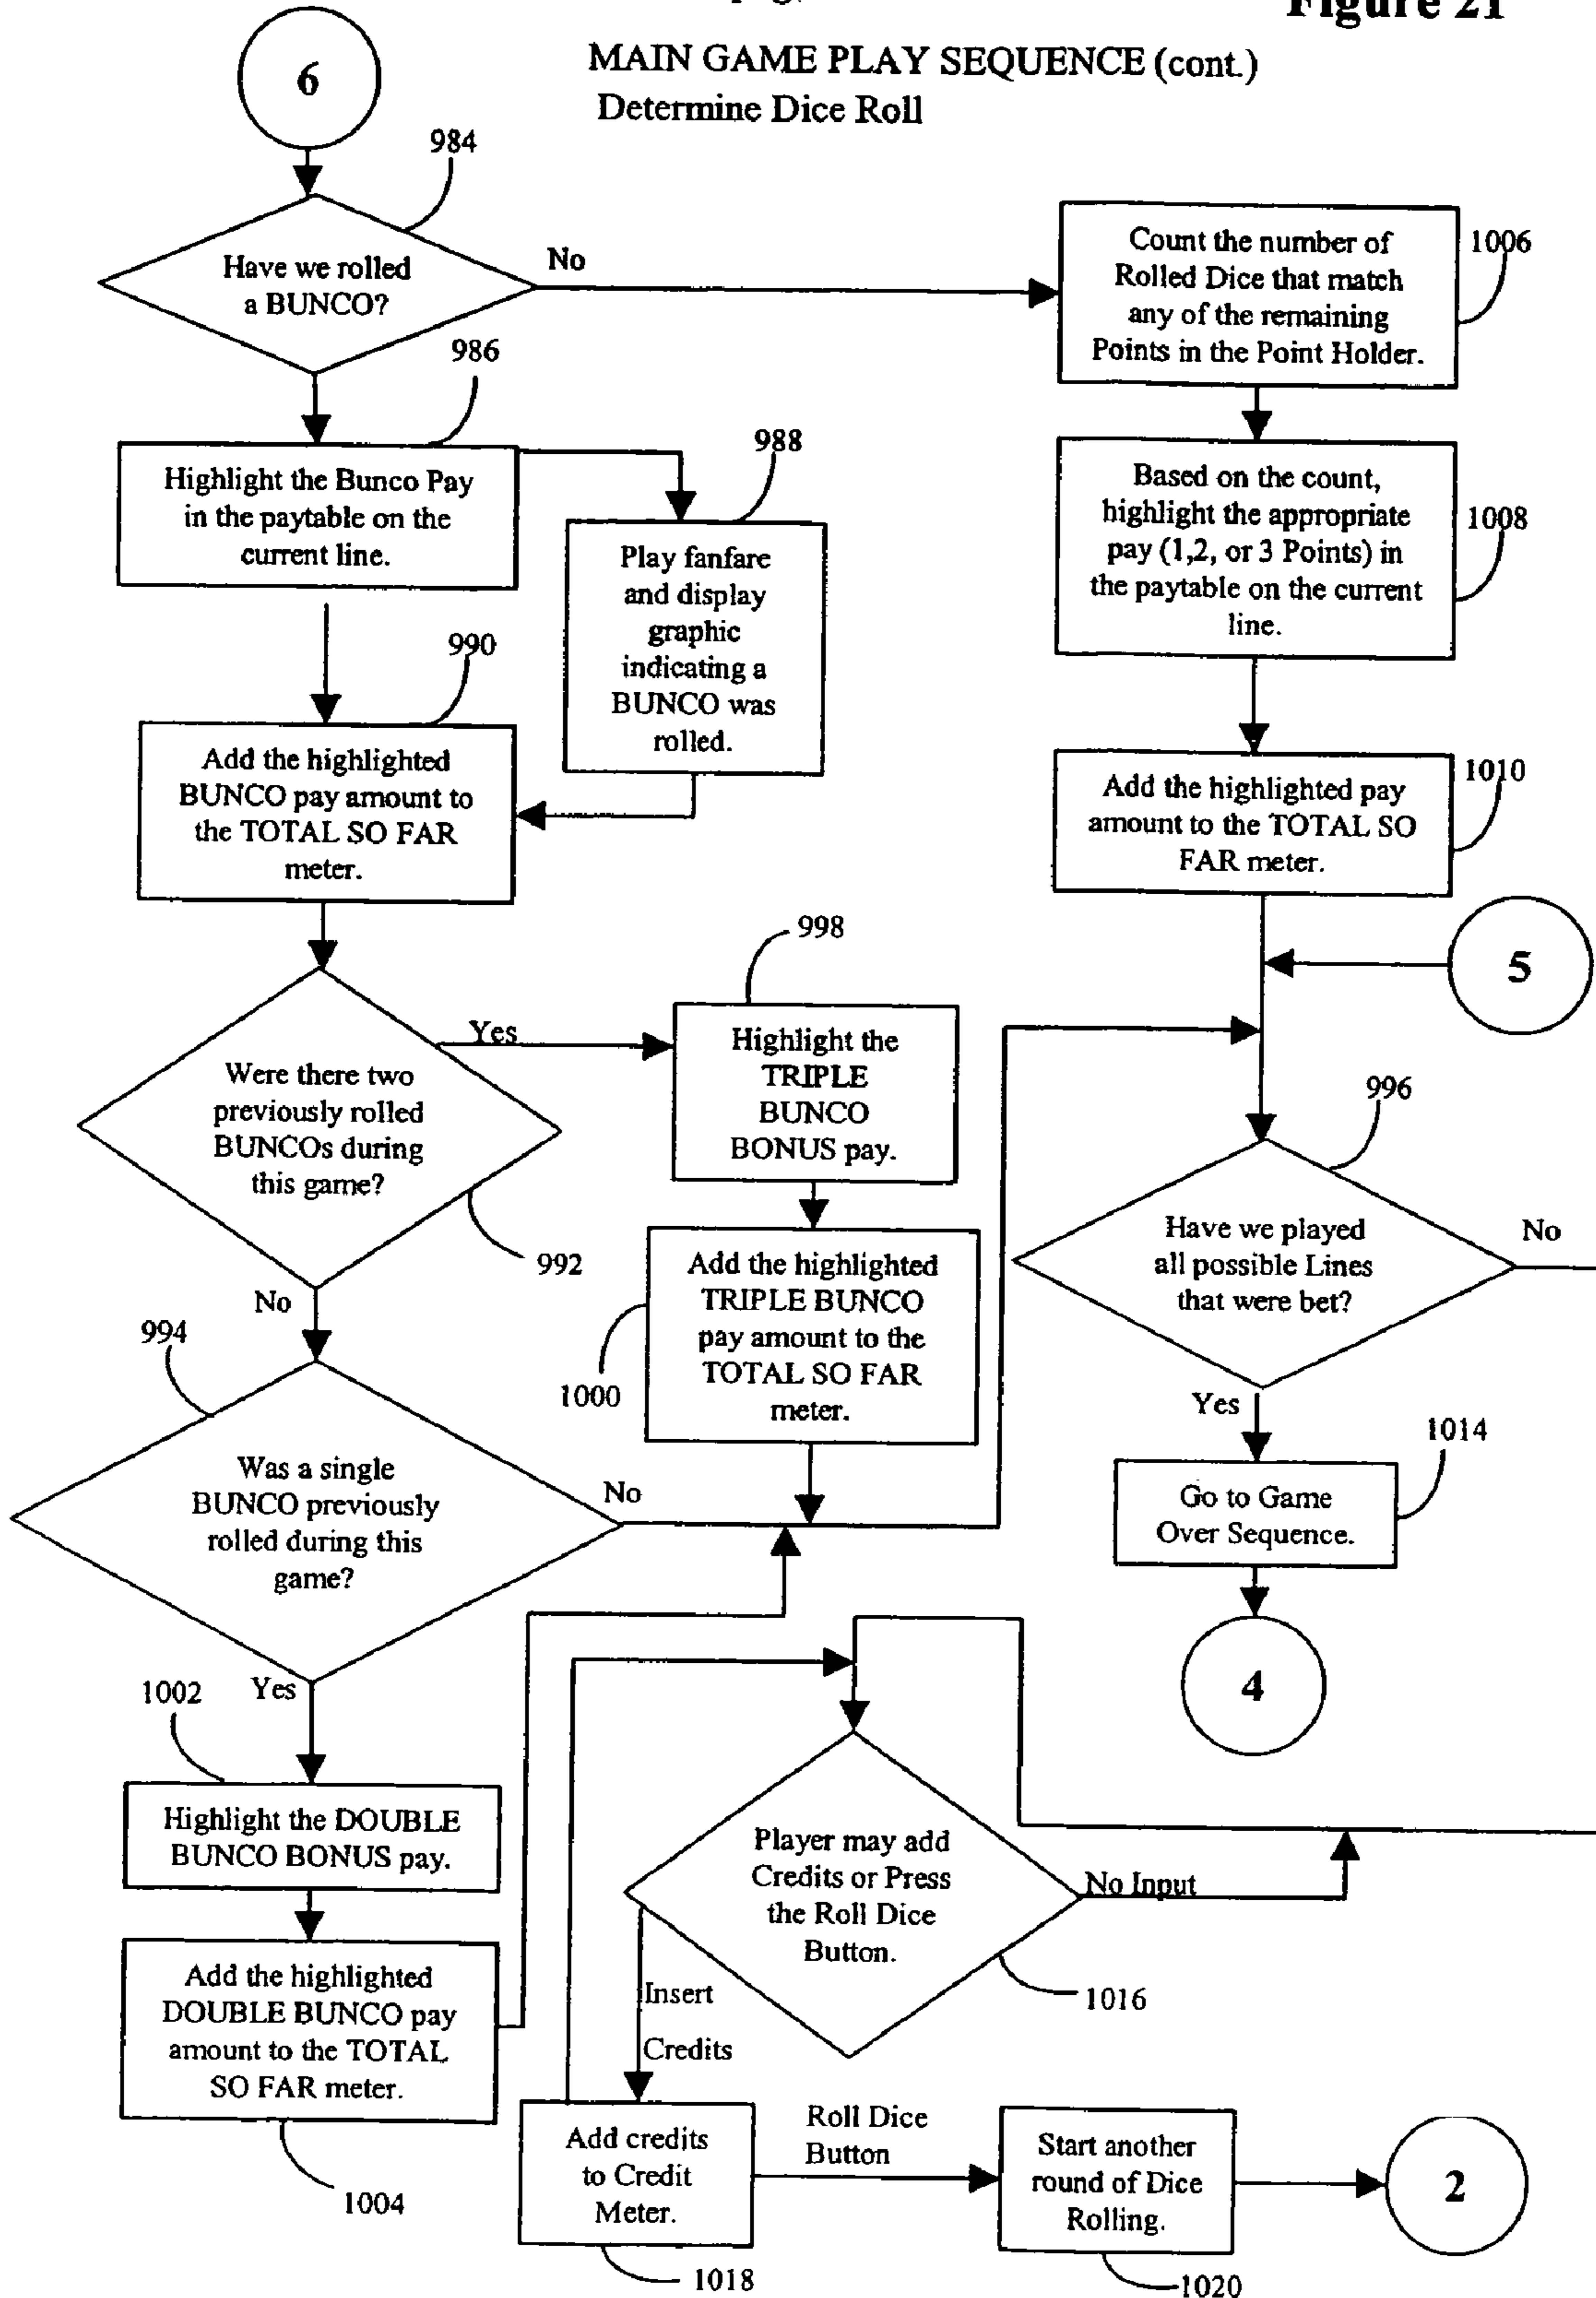 Figure 21
MAIN GAME PLAY SEQUENCE (cont.)
Determine Dice Roll
6
984
Have we rolled
a BUNCO?
No
986
Highlight the Bunco Pay
in the paytable on the
current line.
988
Play fanfare
and display
graphic
indicating a
BUNCO was
rolled.
990
Add the highlighted
BUNCO pay amount to
the TOTAL SO FAR
meter.
Were there two
previously rolled
BUNCOs during
this game?
Yes
992
No
998
Highlight the
TRIPLE
BUNCO
BONUS pay.
Add the highlighted
TRIPLE BUNCO
pay amount to the
TOTAL SO FAR
meter.
1000
994
Was a single
BUNCO previously
rolled during this
game?
No
Yes
1002
Highlight the DOUBLE
BUNCO BONUS pay.
Add the highlighted
DOUBLE BUNCO pay
amount to the TOTAL
SO FAR meter.
1004
Count the number of
Rolled Dice that match
any of the remaining
Points in the Point Holder.
1006
Based on the count,
highlight the appropriate
pay (1,2, or 3 Points) in
the paytable on the current
line.
1008
Add the highlighted pay
amount to the TOTAL SO
FAR meter.
1010
5
996
Have we played
all possible Lines
that were bet?
No
Yes
1014
Go to Game
Over Sequence.
4
Player may add
Credits or Press
the Roll Dice
Button.
No Input
1016
Insert
Credits
Add credits
to Credit
Meter.
1018
Roll Dice
Button
Start another
round of Dice
Rolling.
1020
2